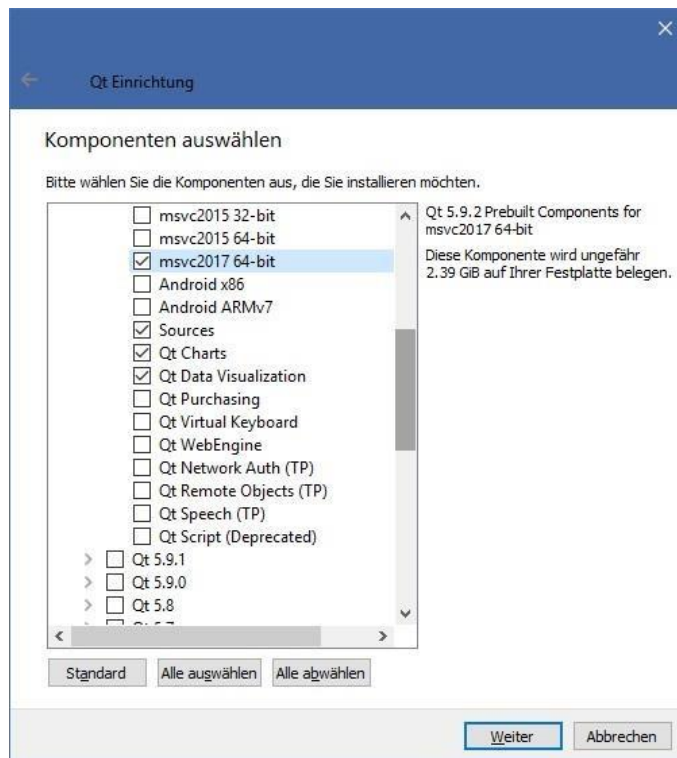 Qt Einrichtung
Komponenten auswählen
Bitte wählen Sie die Komponenten aus, die Sie installieren möchten.
msvc2015 32-bit
msvc2015 64-bit
msvc2017 64-bit
Android x86
Android ARMv7
Sources
Qt Charts
Qt Data Visualization
Qt Purchasing
Qt Virtual Keyboard
Qt WebEngine
Qt Network Auth (TP)
Qt Remote Objects (TP)
Qt Speech (TP)
Qt Script (Deprecated)
Qt 5.9.1
Qt 5.9.0
Qt 5.8
Qt 5.9.2 Prebuilt Components for
msvc2017 64-bit
Diese Komponente wird ungefähr
2.39 GiB auf Ihrer Festplatte belegen.
Standard
Alle auswählen
Alle abwählen
Weiter
Abbrechen